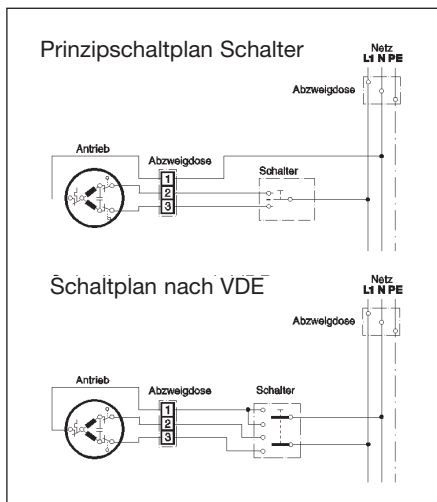 Prinzipschaltplan Schalter
Netz
L1 N PE
Abzweigdose
Antrieb
Abzweigdose
Schalter
1
2
3
Schaltplan nach VDE
Netz
L1 N PE
Abzweigdose
Antrieb
Abzweigdose
Schalter
1
2
3